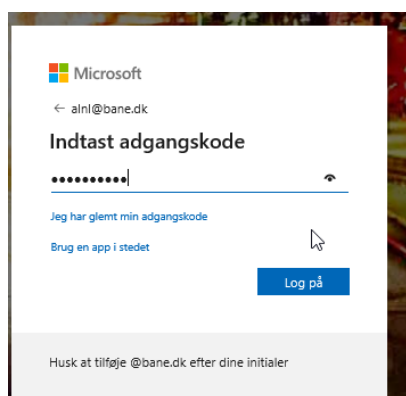 Microsoft
← alnl@bane.dk
Indtast adgangskode
••••••••••
Jeg har glemt min adgangskode
Brug en app i stedet
Log på
Husk at tilføje @bane.dk efter dine initialer